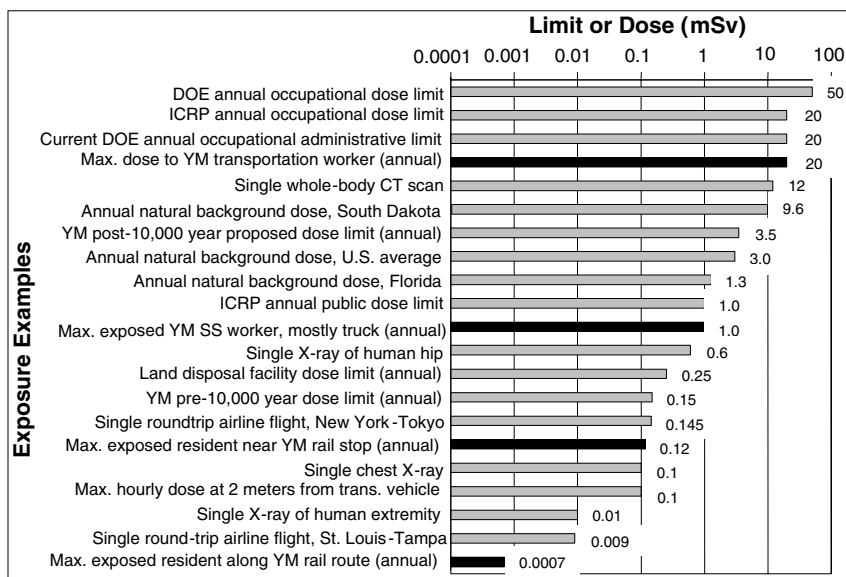 Limit or Dose (mSv)
0.0001 0.001 0.01 0.1 1 10 100
Exposure Examples
DOE annual occupational dose limit 50
ICRP annual occupational dose limit 20
Current DOE annual occupational administrative limit 20
Max. dose to YM transportation worker (annual) 20
Single whole-body CT scan 12
Annual natural background dose, South Dakota 9.6
YM post-10,000 year proposed dose limit (annual) 3.5
Annual natural background dose, U.S. average 3.0
Annual natural background dose, Florida 1.3
ICRP annual public dose limit 1.0
Max. exposed YM SS worker, mostly truck (annual) 1.0
Single X-ray of human hip 0.6
Land disposal facility dose limit (annual) 0.25
YM pre-10,000 year dose limit (annual) 0.15
Single roundtrip airline flight, New York-Tokyo 0.145
Max. exposed resident near YM rail stop (annual) 0.12
Single chest X-ray 0.1
Max. hourly dose at 2 meters from trans. vehicle 0.1
Single X-ray of human extremity 0.01
Single round-trip airline flight, St. Louis-Tampa 0.009
Max. exposed resident along YM rail route (annual) 0.0007